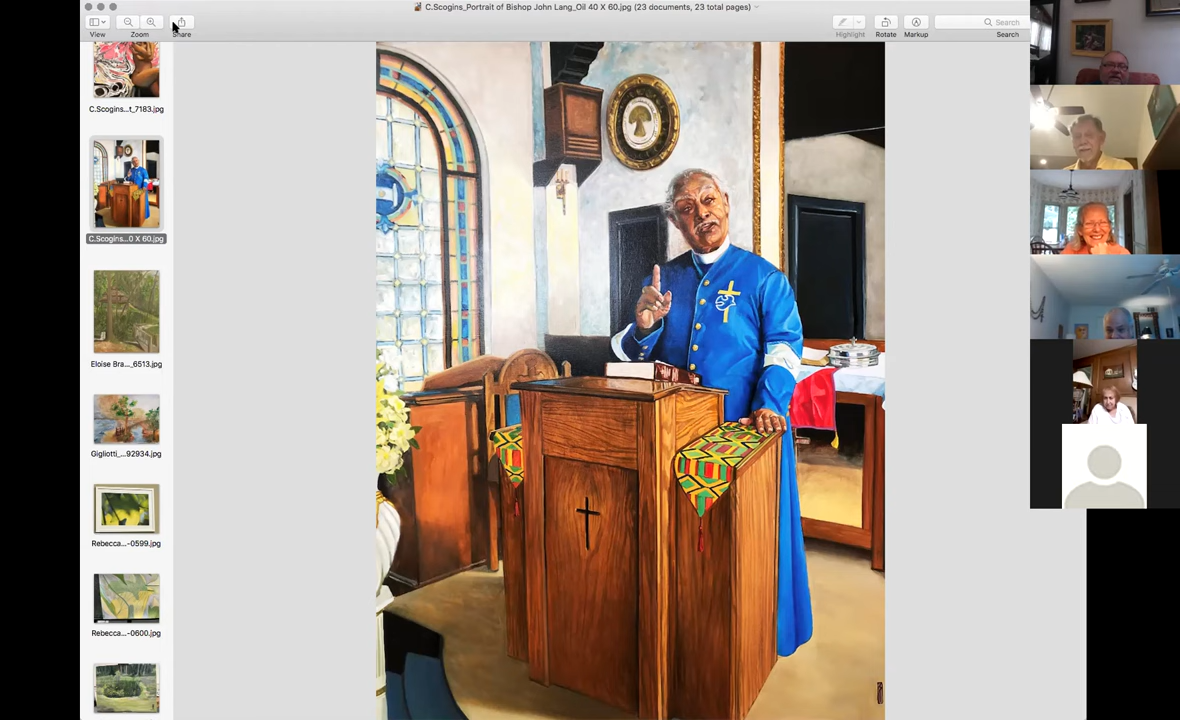 C.Scogins_Portrait of Bishop John Lang_Oil 40 X 60.jpg (23 documents, 23 total pages)
View
Zoom
Share
Highlight
Rotate
Markup
Search
Search
C.Scogins...t_7183.jpg
C.Scogins...0 X 60.jpg
Eloise Bra..._6513.jpg
Gigliotti_...92934.jpg
Rebecca...-0599.jpg
Rebecca...-0600.jpg